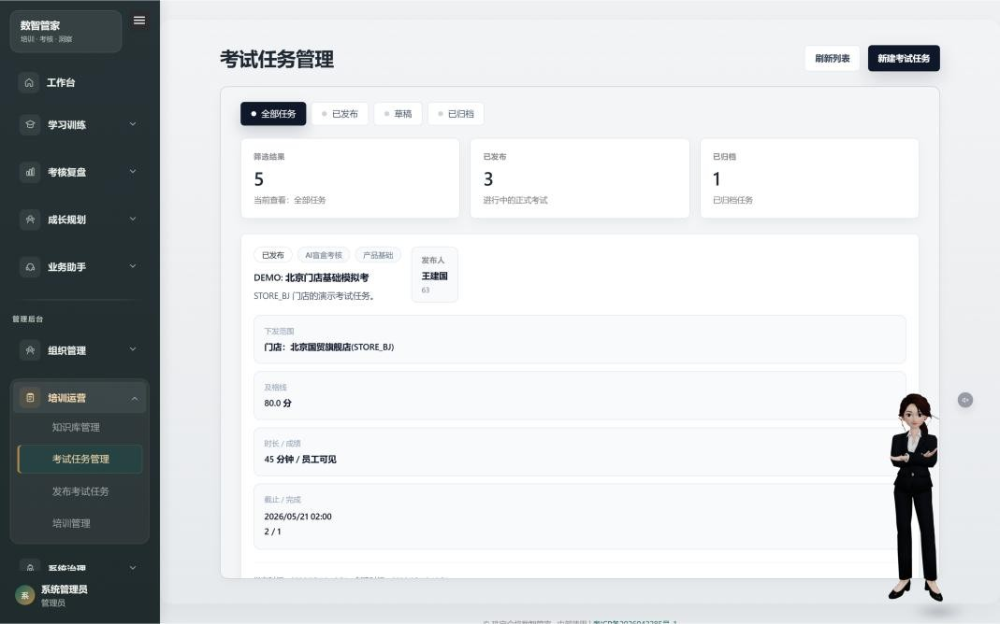 数智管家
培训 · 考核 · 洞察
工作台
学习训练
考核复盘
成长规划
业务助手
管理后台
组织管理
培训运营
知识库管理
考试任务管理
发布考试任务
培训管理
系统治理
系
系统管理员
管理员
考试任务管理
刷新列表
新建考试任务
全部任务
已发布
草稿
已归档
筛选结果
5
当前查看：全部任务
已发布
3
进行中的正式考试
已归档
1
已归档任务
已发布
AI盲盒考核
产品基础
DEMO: 北京门店基础模拟考
STORE_BJ 门店的演示考试任务。
发布人
王建国
63
下发范围
门店：北京国贸旗舰店(STORE_BJ)
及格线
80.0 分
时长 / 成绩
45 分钟 / 员工可见
截止 / 完成
2026/05/21 02:00
2 / 1